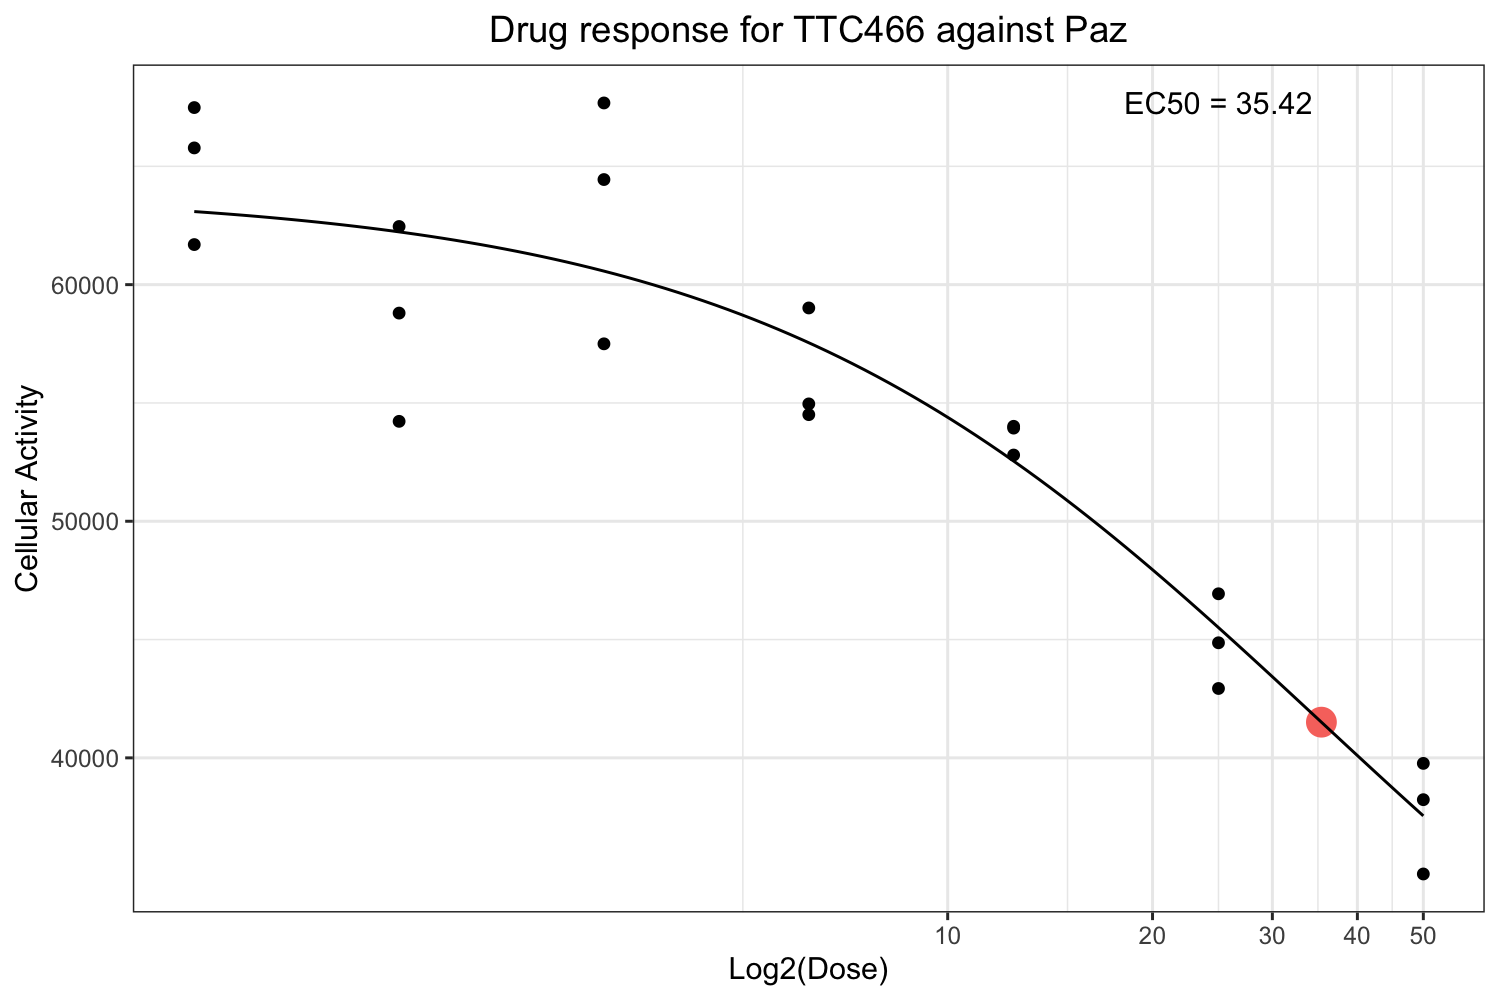 Drug response for TTC466 against Paz
EC50 = 35.42
60000
50000
40000
Cellular Activity
10 20 30 40 50
Log2(Dose)